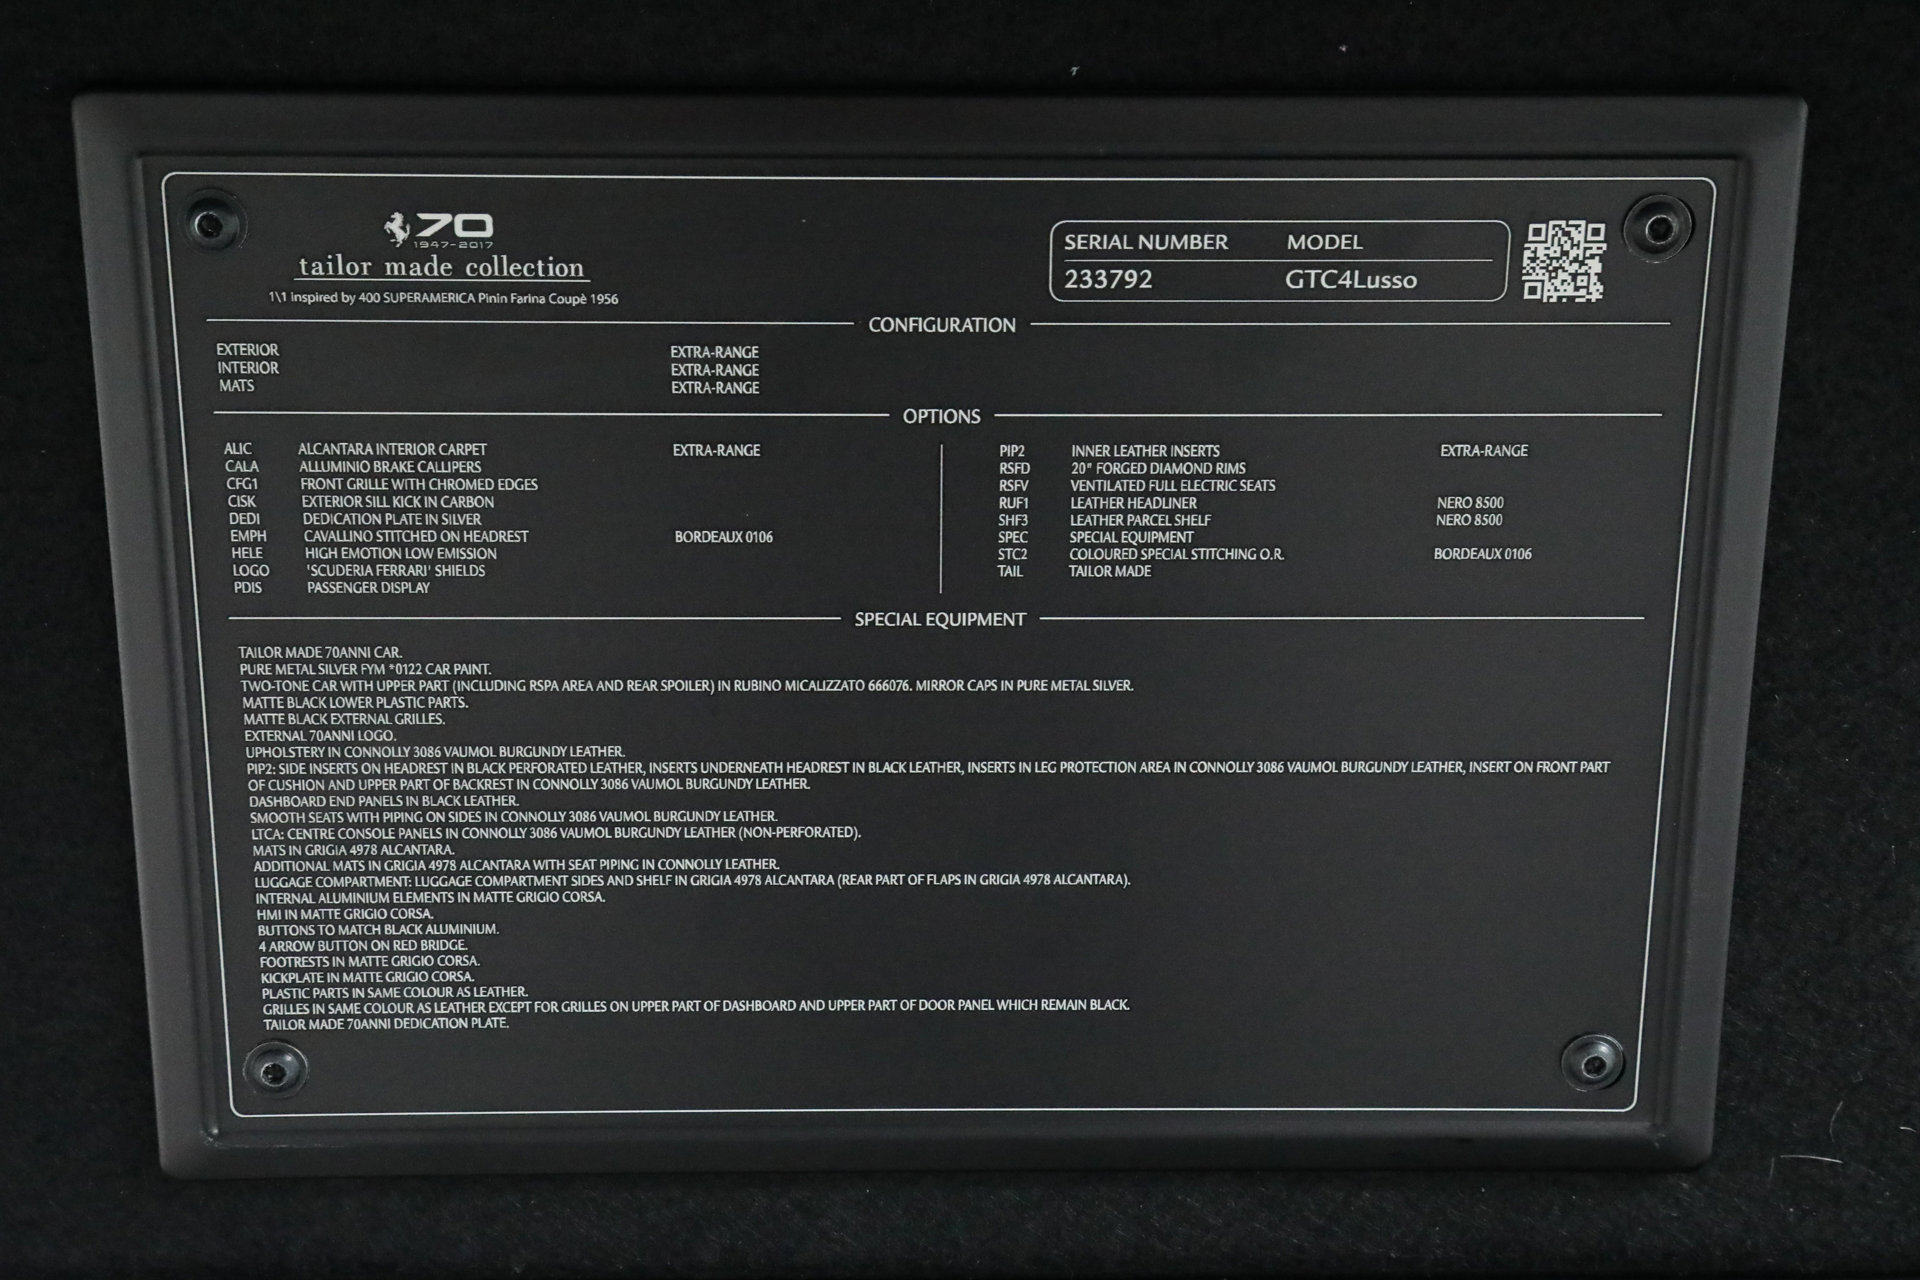 70
1947-2017
tailor made collection
1\1 inspired by 400 SUPERAMERICA Pinin Farina Coupè 1956
SERIAL NUMBER MODEL
233792 GTC4Lusso
CONFIGURATION
EXTERIOR EXTRA-RANGE
INTERIOR EXTRA-RANGE
MATS EXTRA-RANGE
OPTIONS
ALIC ALCANTARA INTERIOR CARPET EXTRA-RANGE
CALA ALLUMINIO BRAKE CALLIPERS
CFG1 FRONT GRILLE WITH CHROMED EDGES
CISK EXTERIOR SILL KICK IN CARBON
DEDI DEDICATION PLATE IN SILVER
EMPH CAVALLINO STITCHED ON HEADREST BORDEAUX 0106
HELE HIGH EMOTION LOW EMISSION
LOGO 'SCUDERIA FERRARI' SHIELDS
PDIS PASSENGER DISPLAY
PIP2 INNER LEATHER INSERTS EXTRA-RANGE
RSFD 20" FORGED DIAMOND RIMS
RSFV VENTILATED FULL ELECTRIC SEATS
RUF1 LEATHER HEADLINER NERO 8500
SHF3 LEATHER PARCEL SHELF NERO 8500
SPEC SPECIAL EQUIPMENT
STC2 COLOURED SPECIAL STITCHING O.R. BORDEAUX 0106
TAIL TAILOR MADE
SPECIAL EQUIPMENT
TAILOR MADE 70ANNI CAR.
PURE METAL SILVER FYM *0122 CAR PAINT.
TWO-TONE CAR WITH UPPER PART (INCLUDING RSPA AREA AND REAR SPOILER) IN RUBINO MICALIZZATO 666076. MIRROR CAPS IN PURE METAL SILVER.
MATTE BLACK LOWER PLASTIC PARTS.
MATTE BLACK EXTERNAL GRILLES.
EXTERNAL 70ANNI LOGO.
UPHOLSTERY IN CONNOLLY 3086 VAUMOL BURGUNDY LEATHER.
PIP2: SIDE INSERTS ON HEADREST IN BLACK PERFORATED LEATHER, INSERTS UNDERNEATH HEADREST IN BLACK LEATHER, INSERTS IN LEG PROTECTION AREA IN CONNOLLY 3086 VAUMOL BURGUNDY LEATHER, INSERT ON FRONT PART
OF CUSHION AND UPPER PART OF BACKREST IN CONNOLLY 3086 VAUMOL BURGUNDY LEATHER.
DASHBOARD END PANELS IN BLACK LEATHER.
SMOOTH SEATS WITH PIPING ON SIDES IN CONNOLLY 3086 VAUMOL BURGUNDY LEATHER.
LTCA: CENTRE CONSOLE PANELS IN CONNOLLY 3086 VAUMOL BURGUNDY LEATHER (NON-PERFORATED).
MATS IN GRIGIA 4978 ALCANTARA.
ADDITIONAL MATS IN GRIGIA 4978 ALCANTARA WITH SEAT PIPING IN CONNOLLY LEATHER.
LUGGAGE COMPARTMENT: LUGGAGE COMPARTMENT SIDES AND SHELF IN GRIGIA 4978 ALCANTARA (REAR PART OF FLAPS IN GRIGIA 4978 ALCANTARA).
INTERNAL ALUMINIUM ELEMENTS IN MATTE GRIGIO CORSA.
HMI IN MATTE GRIGIO CORSA.
BUTTONS TO MATCH BLACK ALUMINIUM.
4 ARROW BUTTON ON RED BRIDGE.
FOOTRESTS IN MATTE GRIGIO CORSA.
KICKPLATE IN MATTE GRIGIO CORSA.
PLASTIC PARTS IN SAME COLOUR AS LEATHER.
GRILLES IN SAME COLOUR AS LEATHER EXCEPT FOR GRILLES ON UPPER PART OF DASHBOARD AND UPPER PART OF DOOR PANEL WHICH REMAIN BLACK.
TAILOR MADE 70ANNI DEDICATION PLATE.